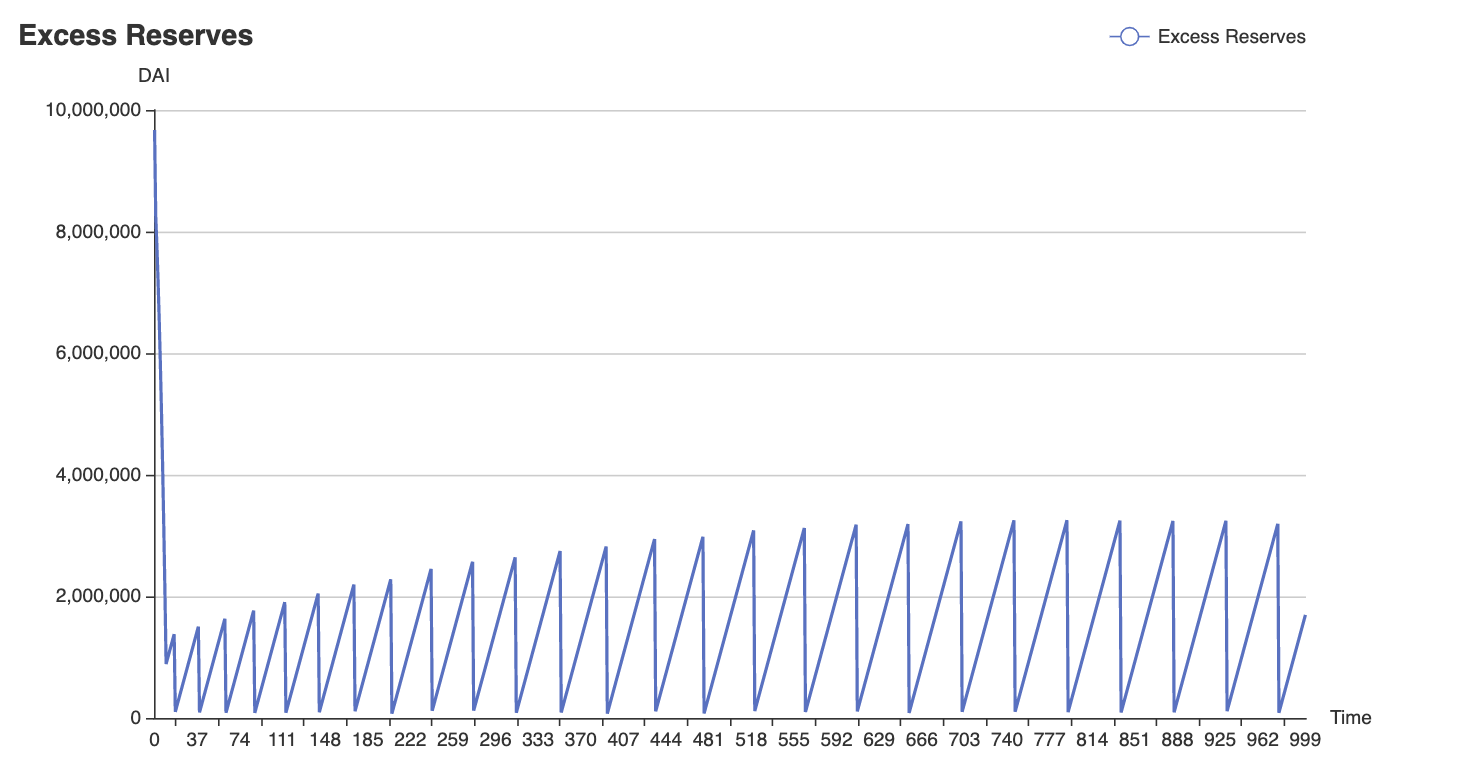 Excess Reserves
Excess Reserves
DAI
10,000,000
8,000,000
6,000,000
4,000,000
2,000,000
0
Time
0 37 74 111 148 185 222 259 296 333 370 407 444 481 518 555 592 629 666 703 740 777 814 851 888 925 962 999